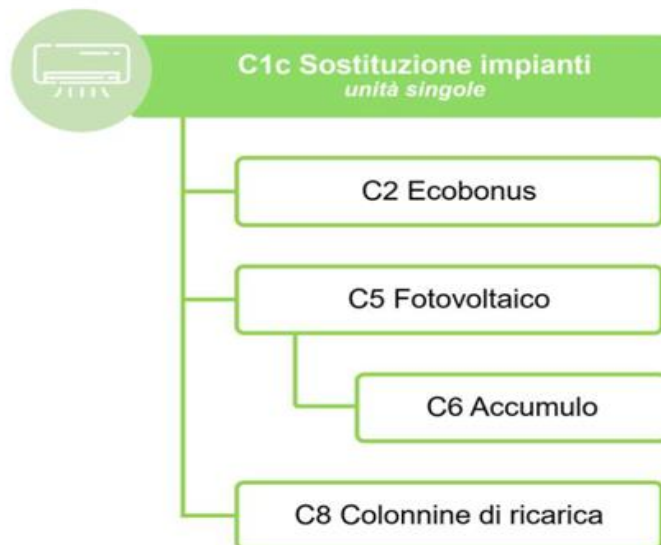 C1c Sostituzione impianti
unità singole
C2 Ecobonus
C5 Fotovoltaico
C6 Accumulo
C8 Colonnine di ricarica